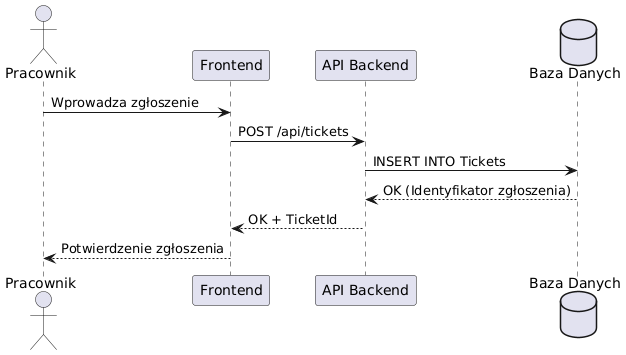 Pracownik
Frontend
API Backend
Baza Danych
Wprowadza zgłoszenie
POST /api/tickets
INSERT INTO Tickets
OK (Identyfikator zgłoszenia)
OK + TicketId
Potwierdzenie zgłoszenia
Pracownik
Frontend
API Backend
Baza Danych